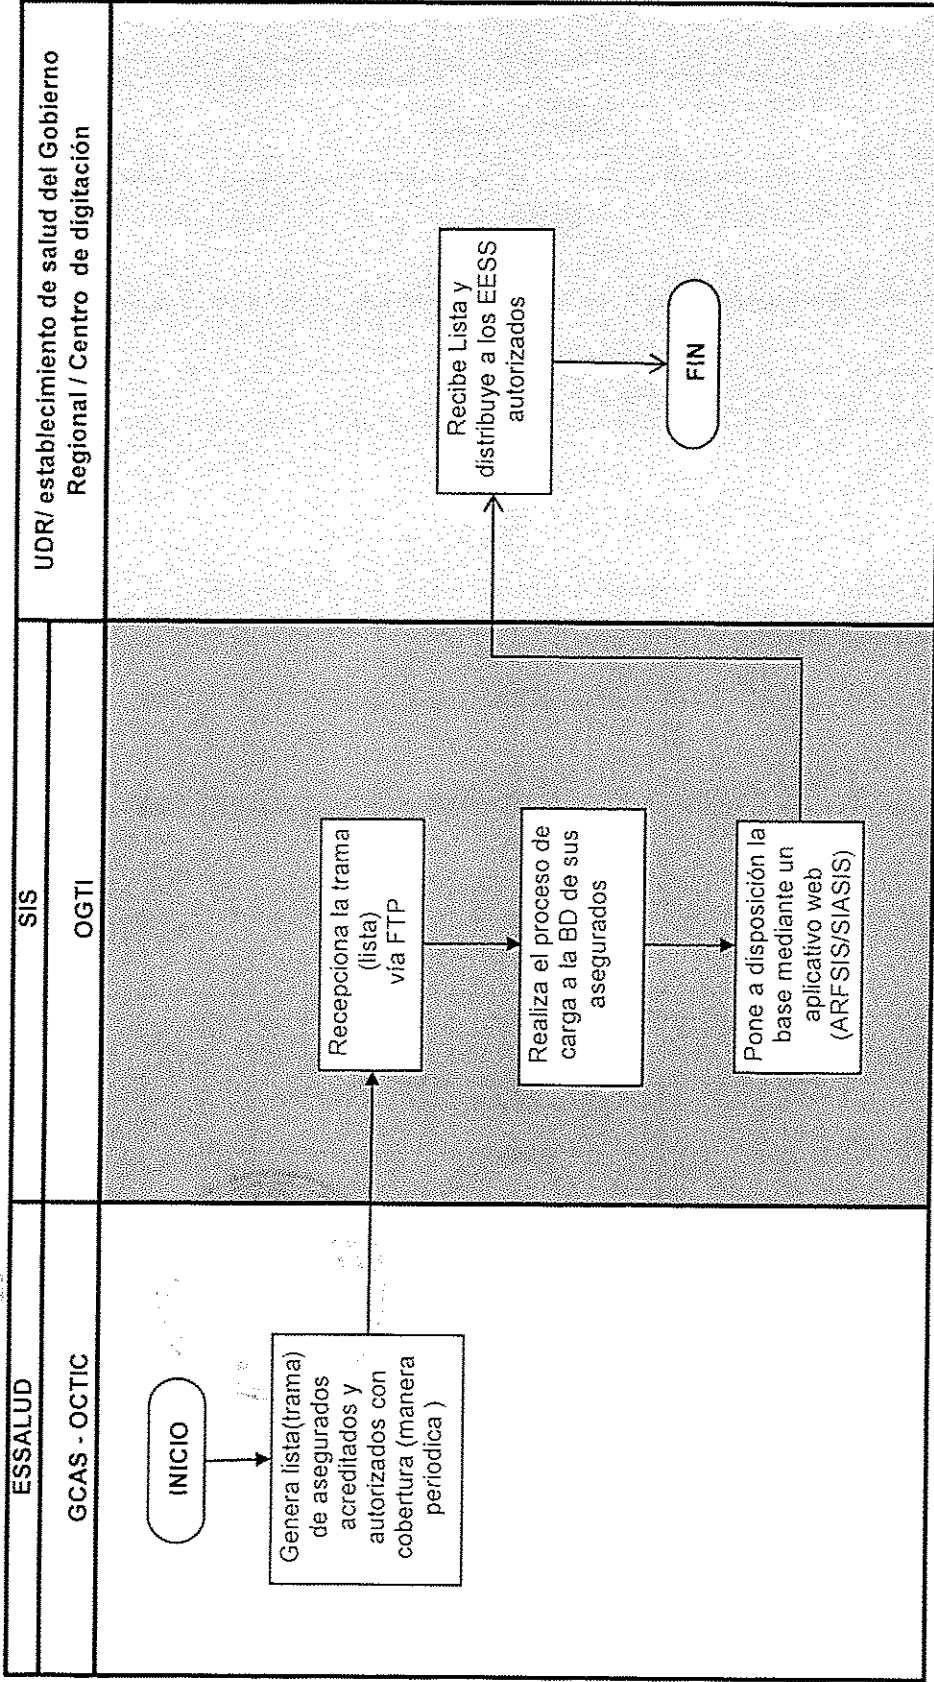 ESSALUD
GCAS - OCTIC
INICIO
Genera lista(trama)
de asegurados
acreditados y
autorizados con
cobertura (manera
periodica )
SIS
OGTI
Recepciona la trama
(lista)
vía FTP
Realiza el proceso de
carga a la BD de sus
asegurados
Pone a disposición la
base mediante un
aplicativo web
(ARFSIS/SIASIS)
UDR/ establecimiento de salud del Gobierno
Regional / Centro de digitación
Recibe Lista y
distribuye a los EESS
autorizados
FIN